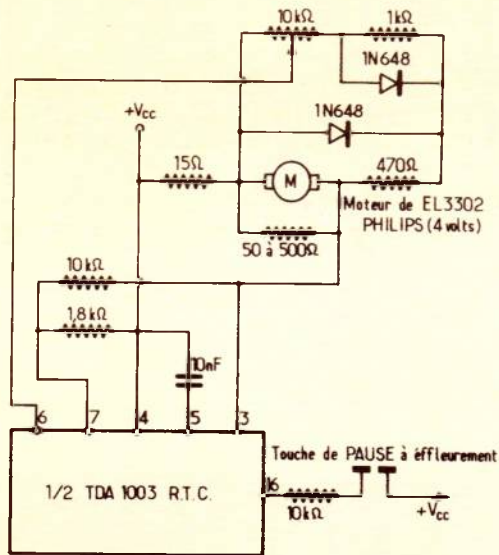 10kΩ
1kΩ
1N648
+Vcc
1N648
15Ω
M
470Ω
Moteur de EL3302
PHILIPS (4 volts)
50 à 500Ω
10kΩ
1,8kΩ
10nF
6
7
4
5
3
Touche de PAUSE à éffleurement
16
1/2 TDA 1003 R.T.C.
10kΩ
+Vcc